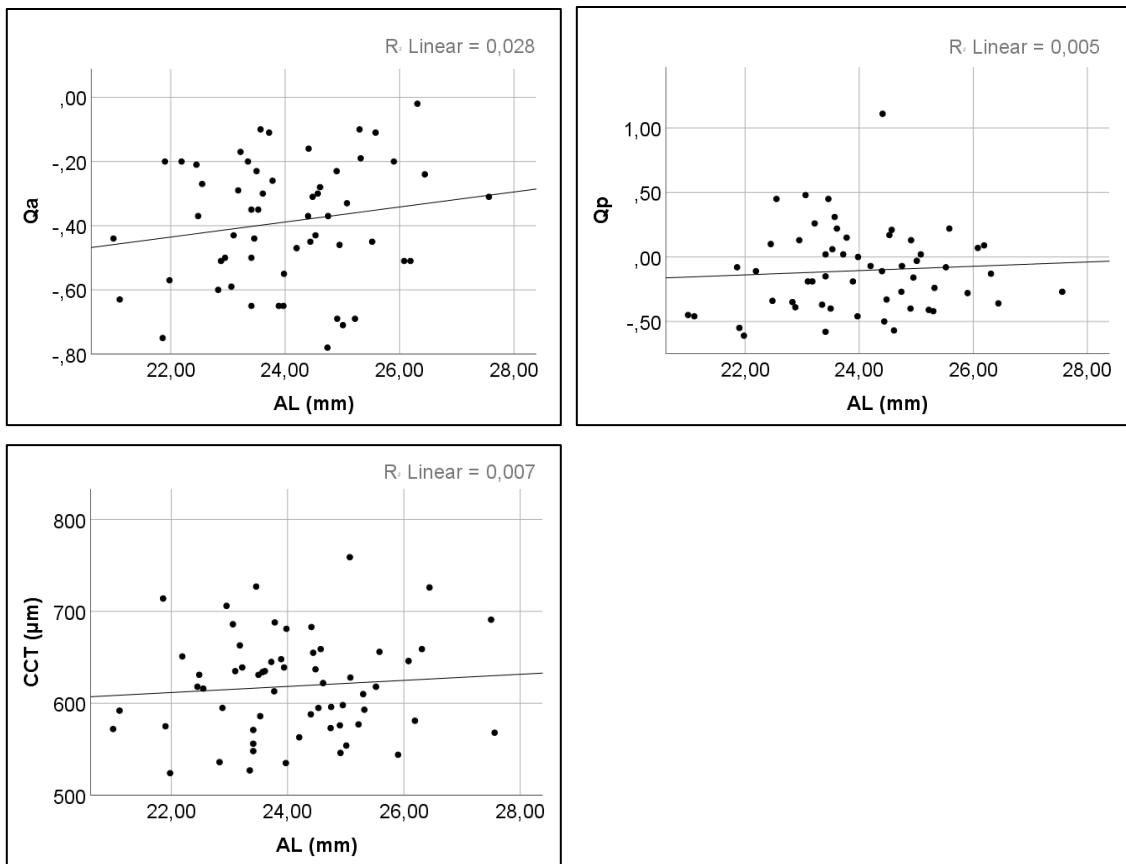 R² Linear = 0,028
,00
-,20
-,40
-,60
-,80
Qa
22,00 24,00 26,00 28,00
AL (mm)
R² Linear = 0,005
1,00
,50
,00
-,50
Qp
22,00 24,00 26,00 28,00
AL (mm)
R² Linear = 0,007
800
700
600
500
CCT (µm)
22,00 24,00 26,00 28,00
AL (mm)